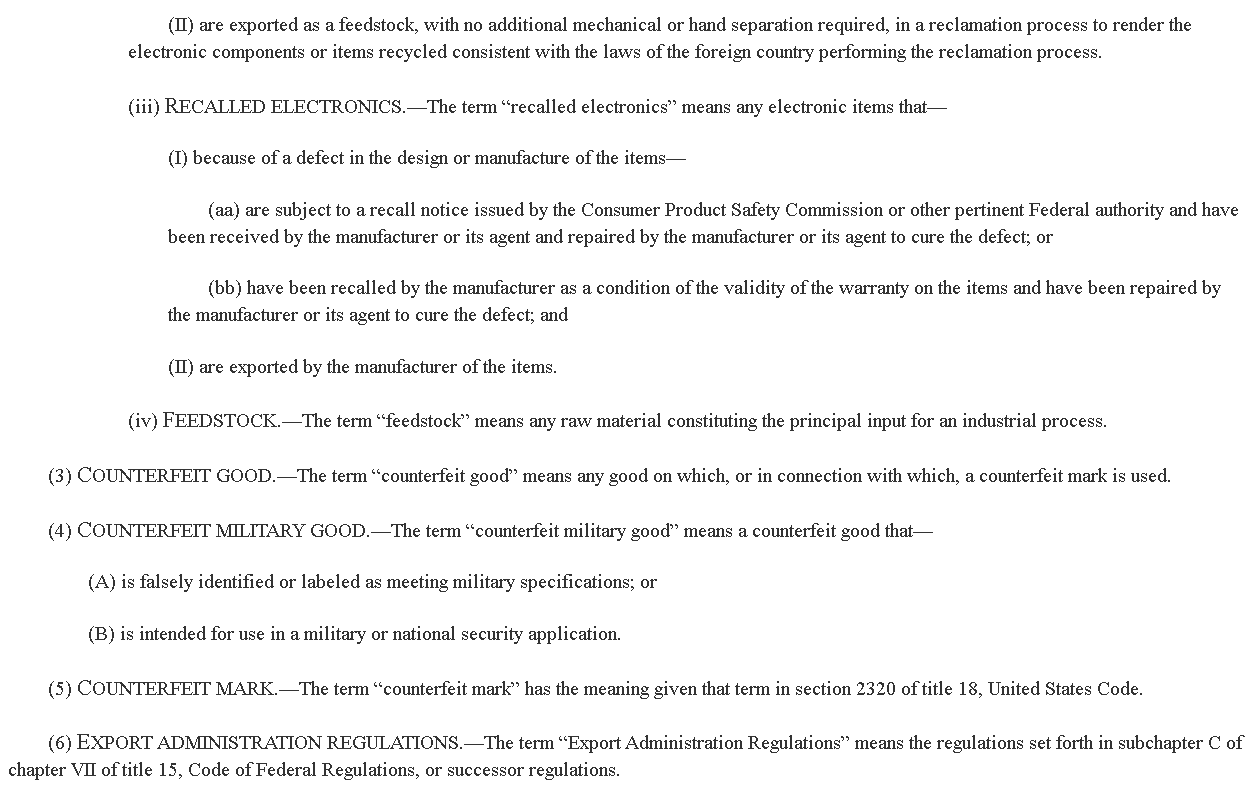 (II) are exported as a feedstock, with no additional mechanical or hand separation required, in a reclamation process to render the
electronic components or items recycled consistent with the laws of the foreign country performing the reclamation process.
(iii) RECALLED ELECTRONICS.—The term “recalled electronics” means any electronic items that—
(I) because of a defect in the design or manufacture of the items—
(aa) are subject to a recall notice issued by the Consumer Product Safety Commission or other pertinent Federal authority and have
been received by the manufacturer or its agent and repaired by the manufacturer or its agent to cure the defect; or
(bb) have been recalled by the manufacturer as a condition of the validity of the warranty on the items and have been repaired by
the manufacturer or its agent to cure the defect; and
(II) are exported by the manufacturer of the items.
(iv) FEEDSTOCK.—The term “feedstock” means any raw material constituting the principal input for an industrial process.
(3) COUNTERFEIT GOOD.—The term “counterfeit good” means any good on which, or in connection with which, a counterfeit mark is used.
(4) COUNTERFEIT MILITARY GOOD.—The term “counterfeit military good” means a counterfeit good that—
(A) is falsely identified or labeled as meeting military specifications; or
(B) is intended for use in a military or national security application.
(5) COUNTERFEIT MARK.—The term “counterfeit mark” has the meaning given that term in section 2320 of title 18, United States Code.
(6) EXPORT ADMINISTRATION REGULATIONS.—The term “Export Administration Regulations” means the regulations set forth in subchapter C of
chapter VII of title 15, Code of Federal Regulations, or successor regulations.